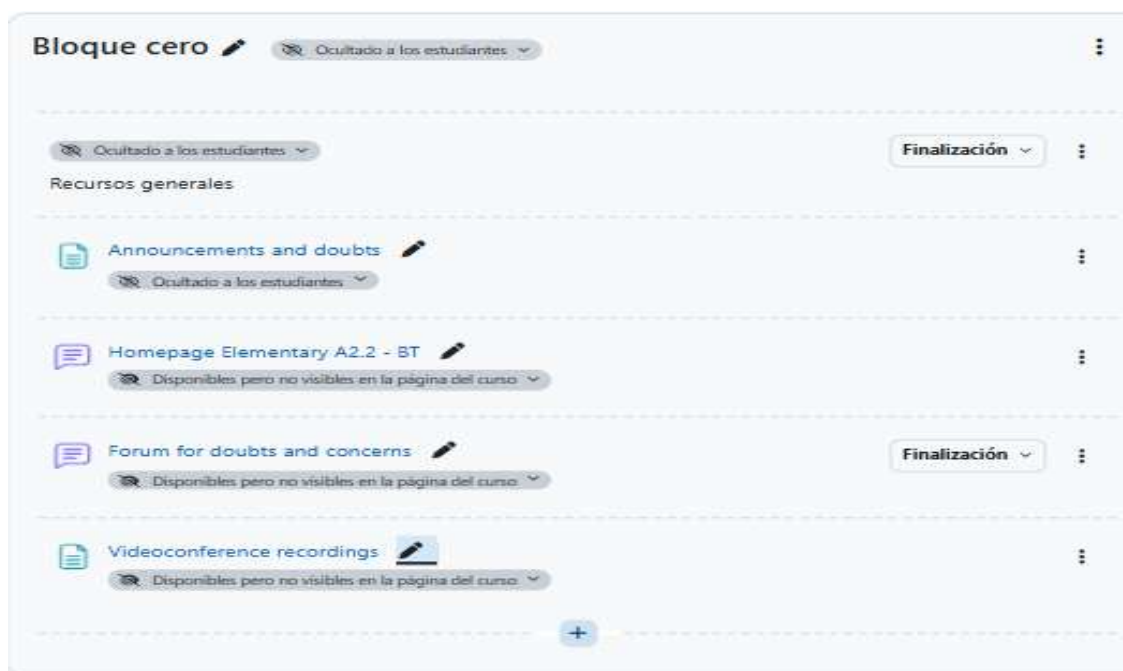 Bloque cero Ocultado a los estudiantes
Ocultado a los estudiantes Finalización
Recursos generales
Announcements and doubts
Ocultado a los estudiantes
Homepage Elementary A2.2 - BT
Disponibles pero no visibles en la página del curso
Forum for doubts and concerns Finalización
Disponibles pero no visibles en la página del curso
Videoconference recordings
Disponibles pero no visibles en la página del curso